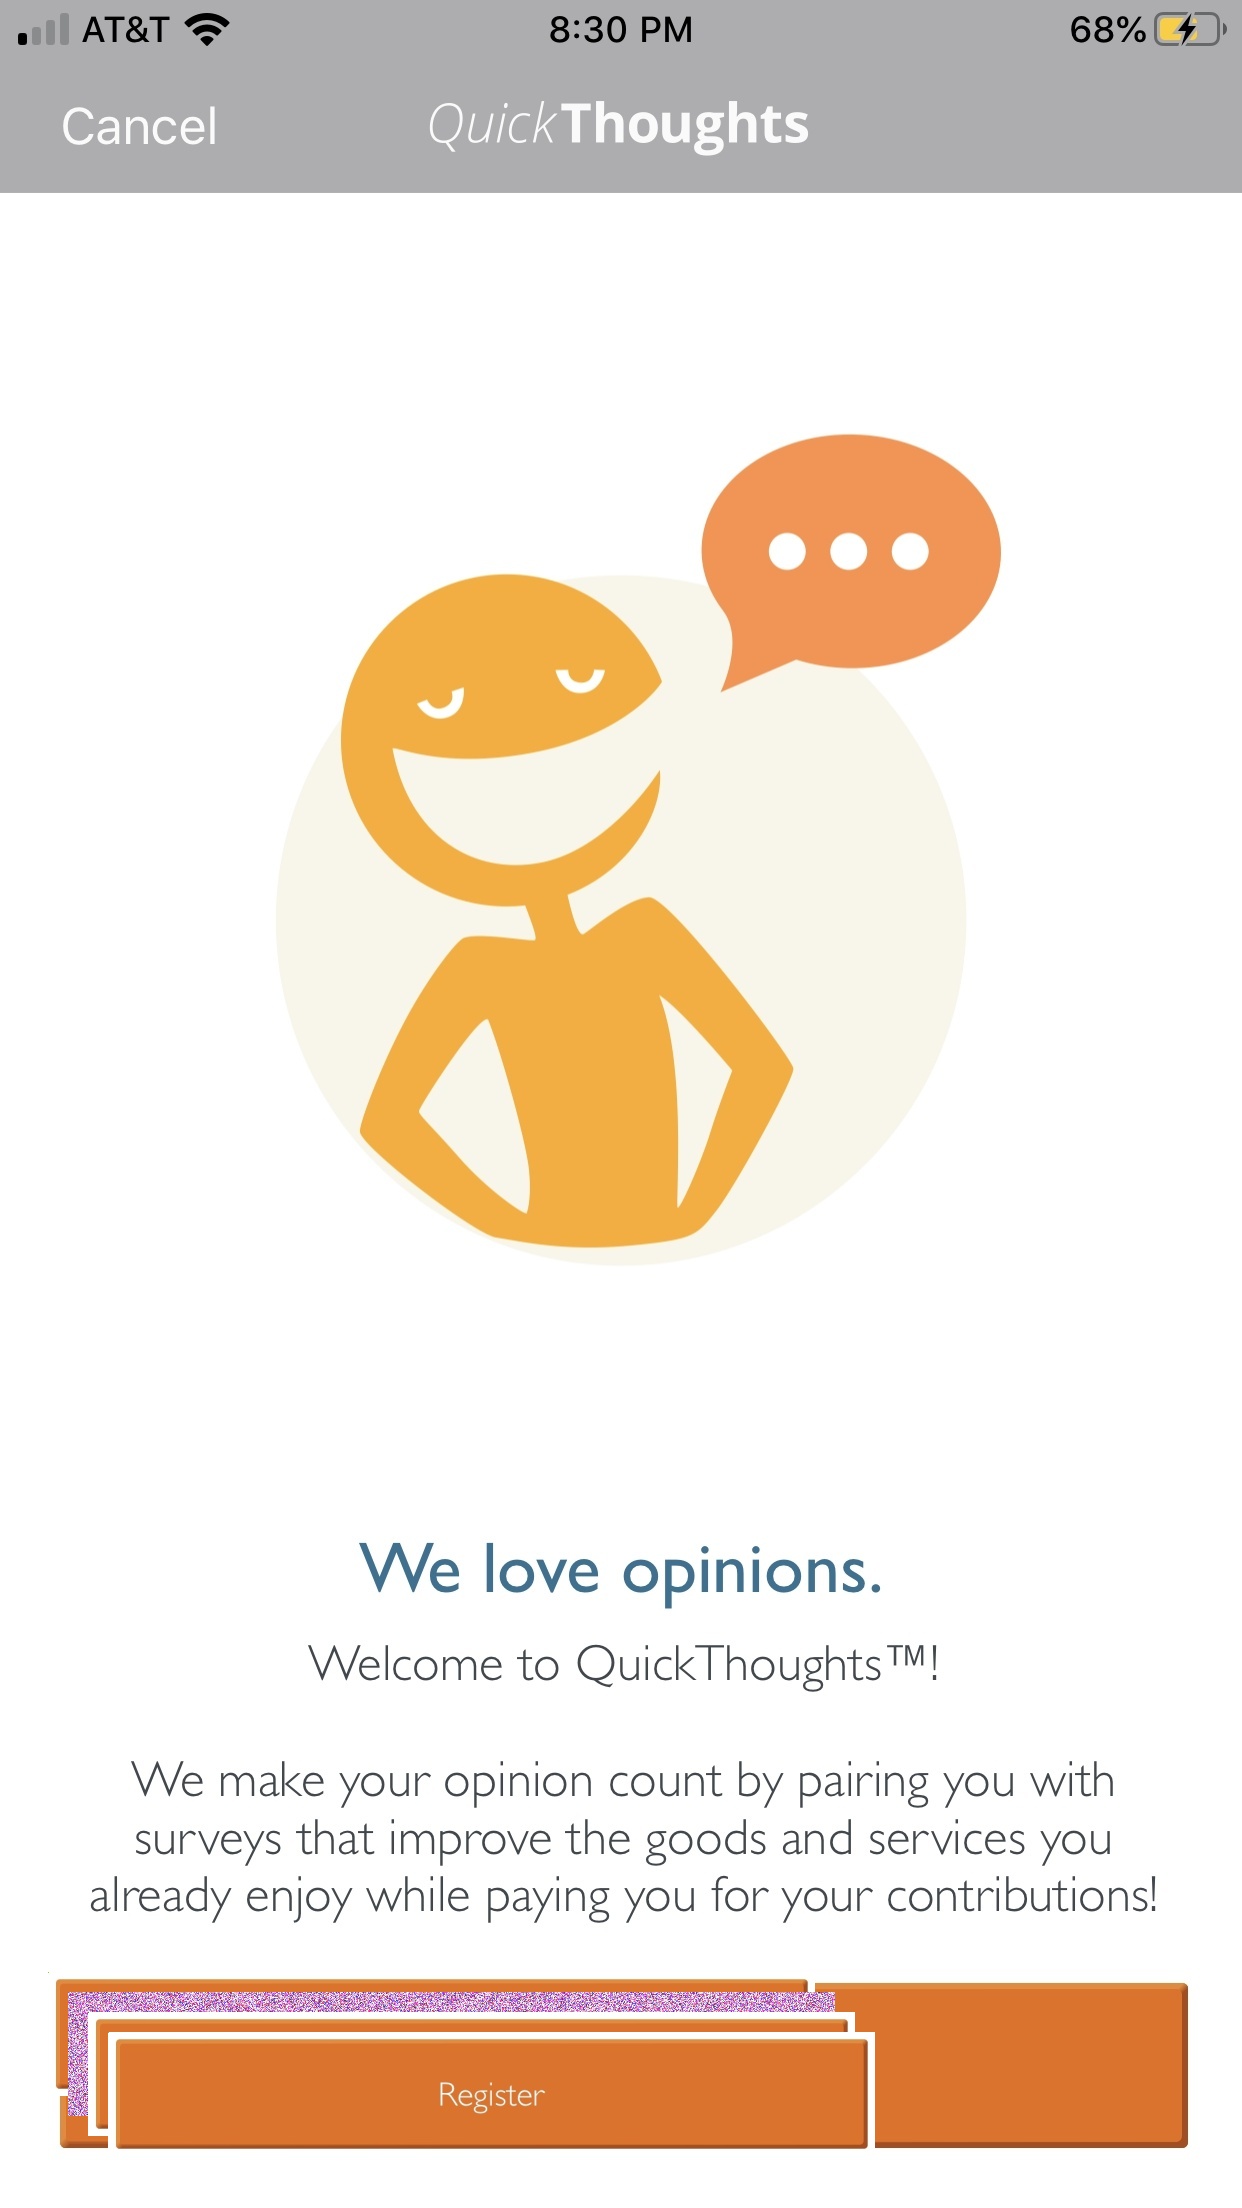 AT&T 8:30 PM 68%
Cancel QuickThoughts
We love opinions.
Welcome to QuickThoughts™!
We make your opinion count by pairing you with
surveys that improve the goods and services you
already enjoy while paying you for your contributions!
Register